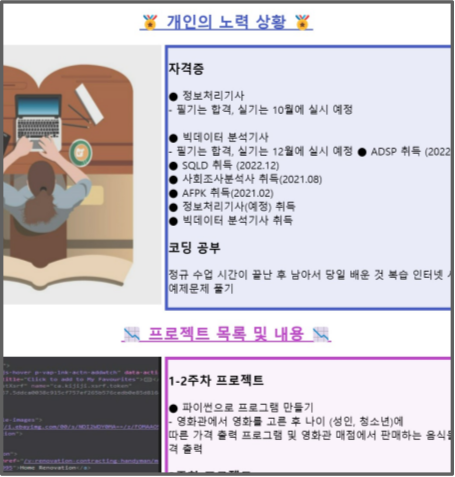 🏅 개인의 노력 상황 🏅
자격증
● 정보처리기사
- 필기는 합격, 실기는 10월에 실시 예정
● 빅데이터 분석기사
- 필기는 합격, 실기는 12월에 실시 예정 ● ADSP 취득 (2022
● SQLD 취득 (2022.12)
● 사회조사분석사 취득(2021.08)
● AFPK 취득(2021.02)
● 정보처리기사(예정) 취득
● 빅데이터 분석기사 취득
코딩 공부
정규 수업 시간이 끝난 후 남아서 당일 배운 것 복습 인터넷
예제문제 풀기
📉 프로젝트 목록 및 내용 📉
1-2주차 프로젝트
● 파이썬으로 프로그램 만들기
- 영화관에서 영화를 고른 후 나이 (성인, 청소년)에
따른 가격 출력 프로그램 및 영화관 매점에서 판매하는 음식
격 출력